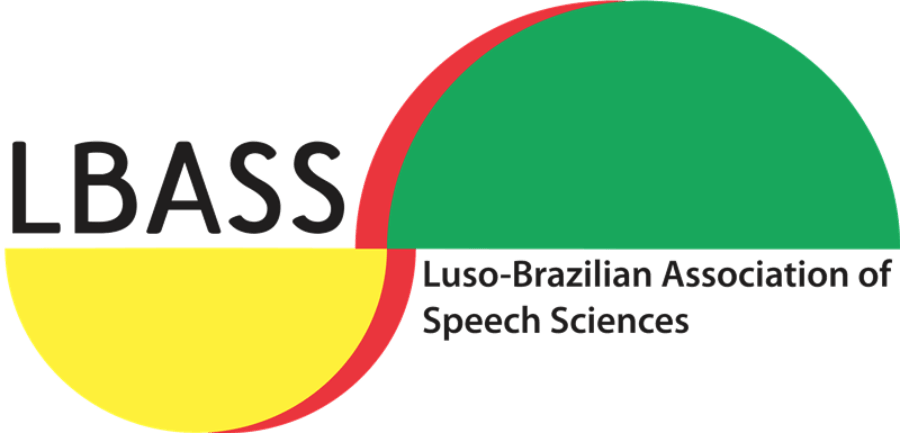 LBASS
Luso-Brazilian Association of
Speech Sciences